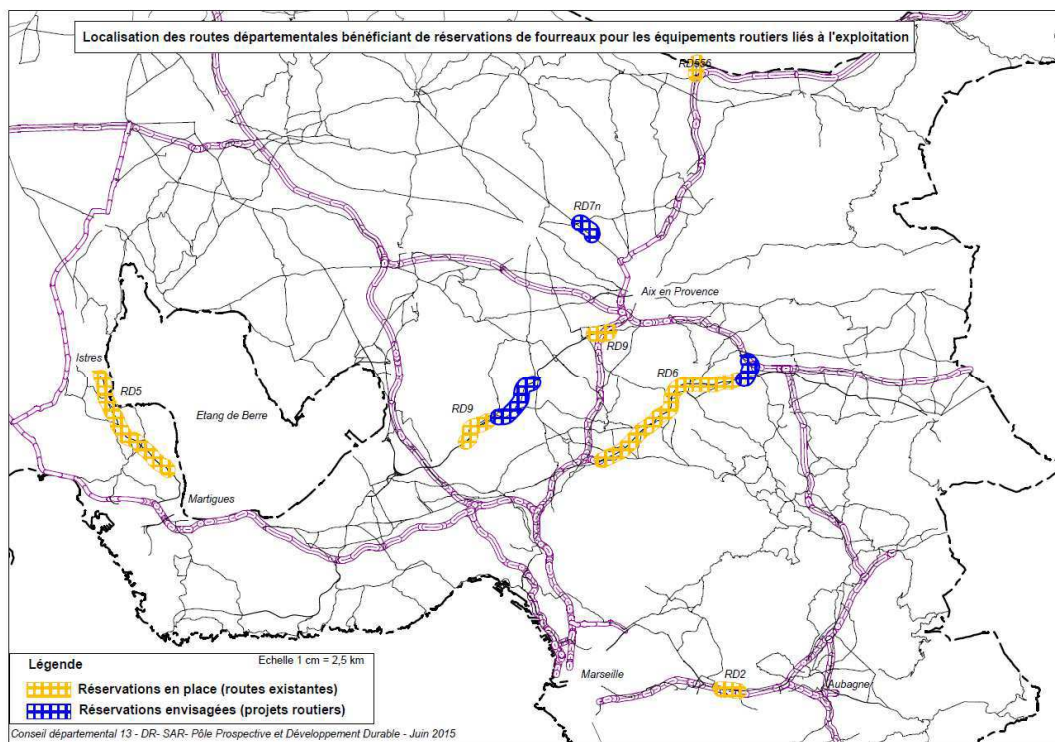 Localisation des routes départementales bénéficiant de réservations de fourreaux pour les équipements routiers liés à l'exploitation
RD556
RD7n
Aix en Provence
RD9
Istres
RD5
RD6
Etang de Berre
RD9
Martigues
Marseille
RD2
Aubagne
Légende
Echelle 1 cm = 2,5 km
Réservations en place (routes existantes)
Réservations envisagées (projets routiers)
Conseil départemental 13 - DR- SAR- Pôle Prospective et Développement Durable - Juin 2015